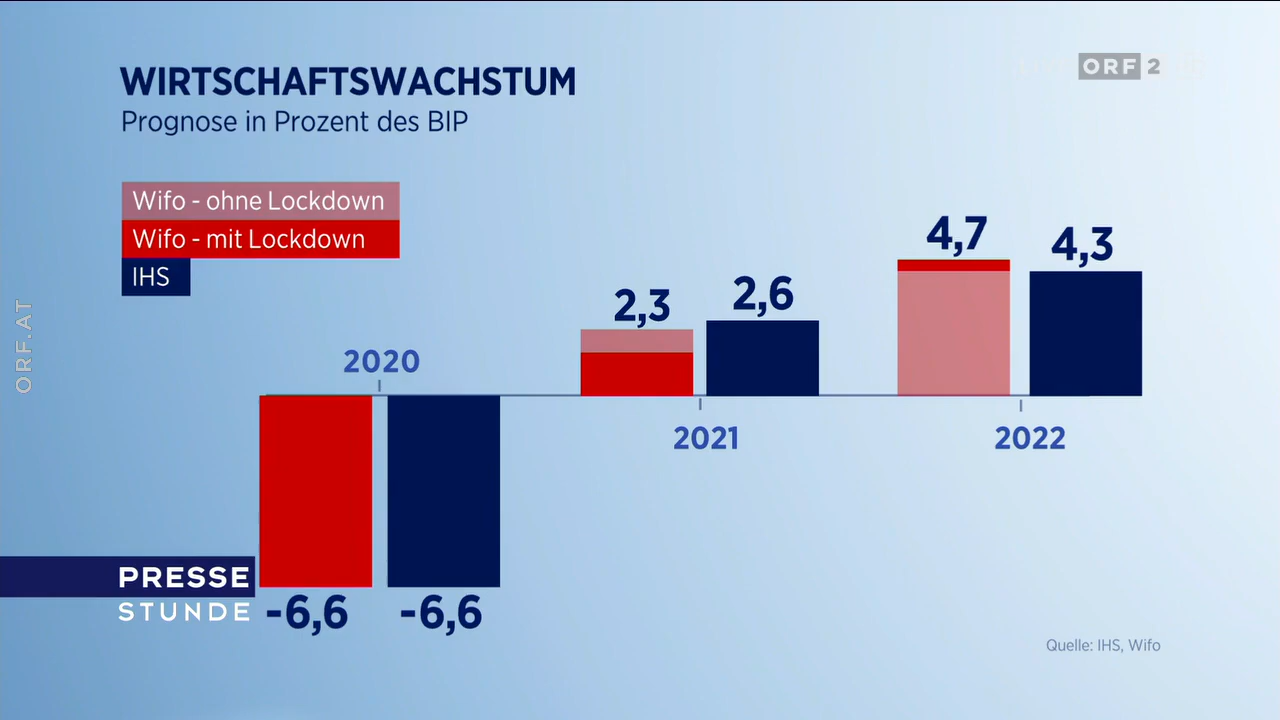 WIRTSCHAFTSWACHSTUM
Prognose in Prozent des BIP
ORF 2
Wifo - ohne Lockdown
Wifo - mit Lockdown
IHS
4,7
4,3
2,3
2,6
2020
2021
2022
ORF.AT
PRESSE
STUNDE
-6,6
-6,6
Quelle: IHS, Wifo